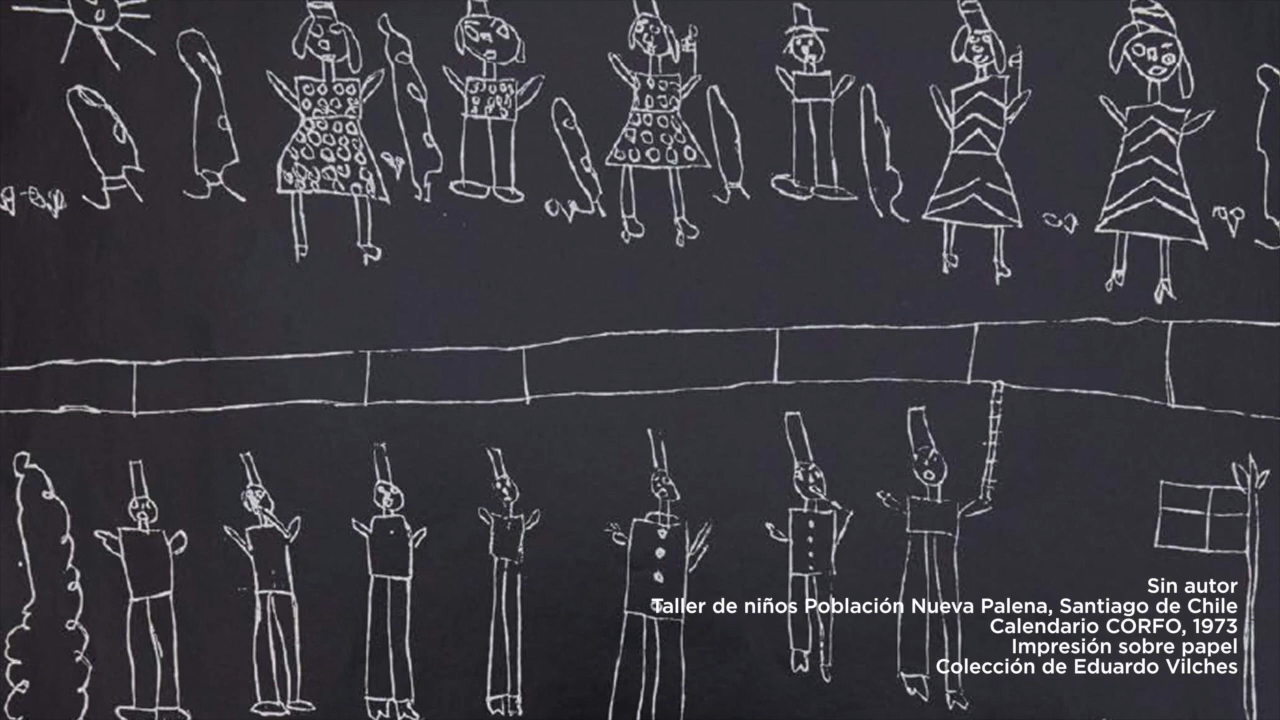 Sin autor
Taller de niños Población Nueva Palena, Santiago de Chile
Calendario CORFO, 1973
Impresión sobre papel
Colección de Eduardo Vilches